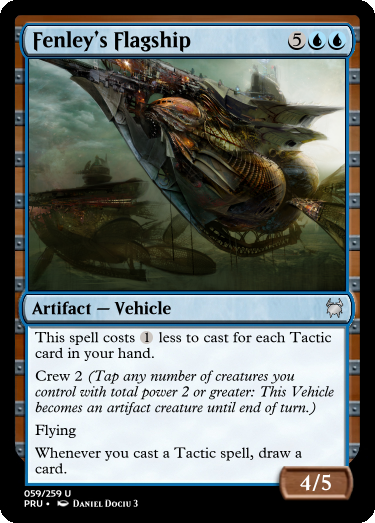 Fenley's Flagship 5
Artifact — Vehicle
This spell costs 1 less to cast for each Tactic
card in your hand.
Crew 2 (Tap any number of creatures you
control with total power 2 or greater: This Vehicle
becomes an artifact creature until end of turn.)
Flying
Whenever you cast a Tactic spell, draw a
card.
4/5
059/259 U
PRU • Daniel Dociu 3